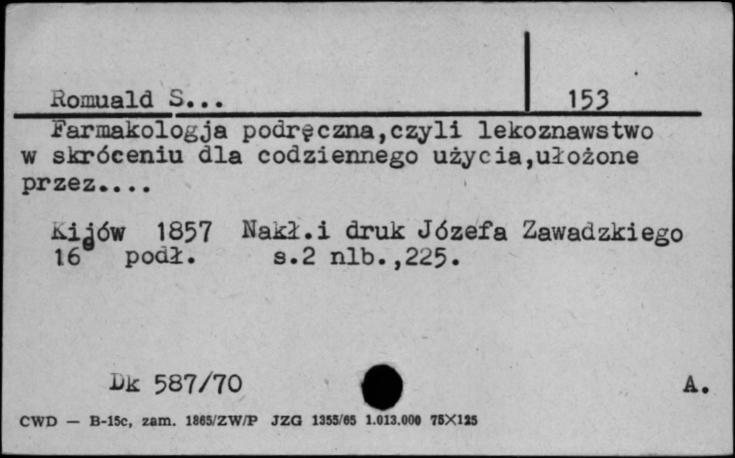 Romuald S... 153
Farmakologja podręczna,czyli lekoznawstwo
w skróceniu dla codziennego użycia,ułożone
przez....
Kijów 1857 Nakł.i druk Józefa Zawadzkiego
16° podł. s.2 nlb.,225.
Dk 587/70 A.
CWD — B-15c, zam. 1865/ZW/P JZG 1355/65 1.013.000 75X125